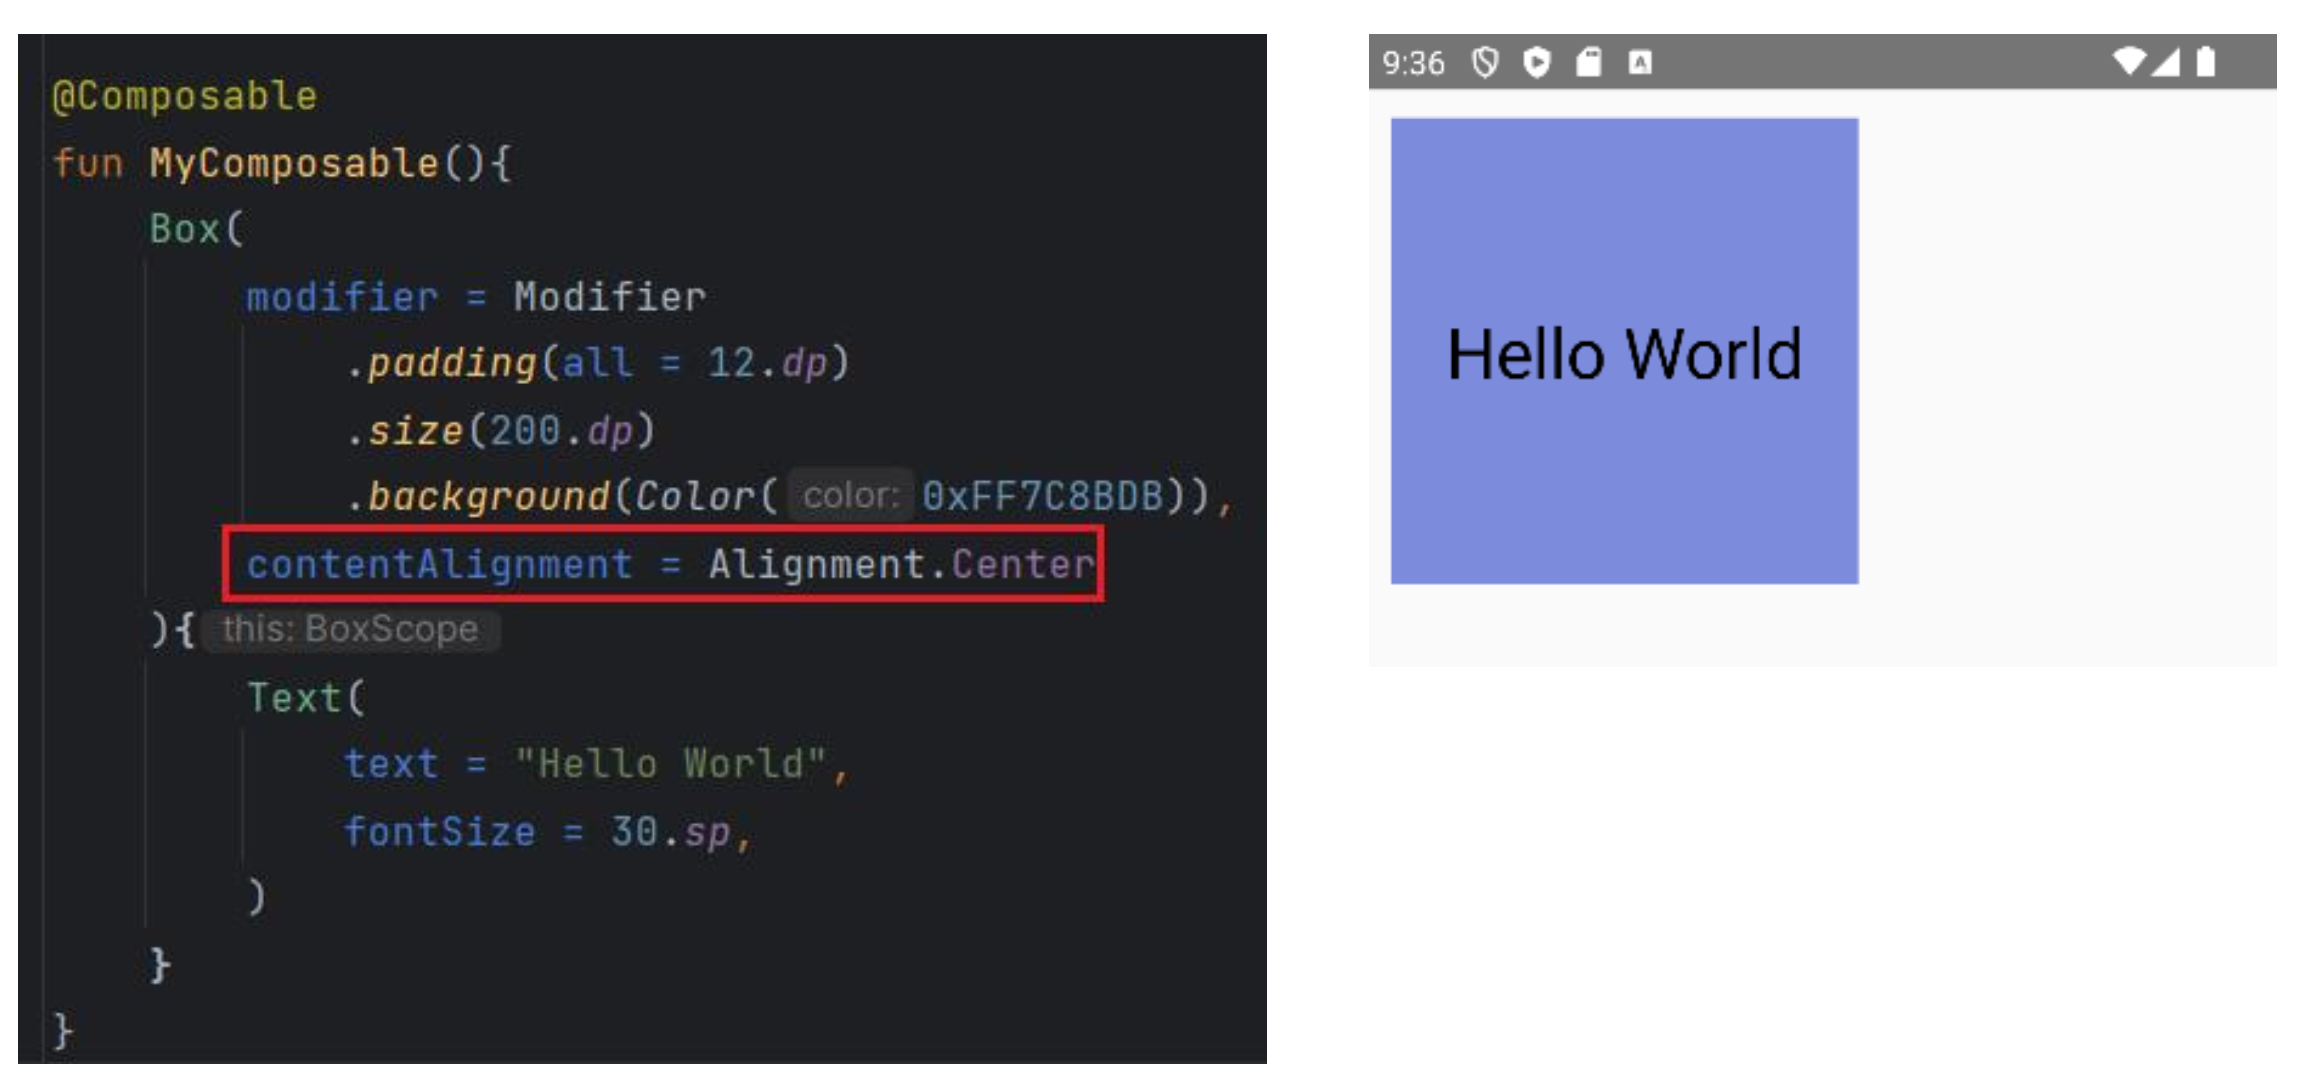 @Composable
fun MyComposable(){
Box(
modifier = Modifier
.padding(all = 12.dp)
.size(200.dp)
.background(Color( color: 0xFF7C8BDB)),
contentAlignment = Alignment.Center
){ this: BoxScope
Text(
text = "Hello World",
fontSize = 30.sp,
)
}
}
9:36 A
Hello World